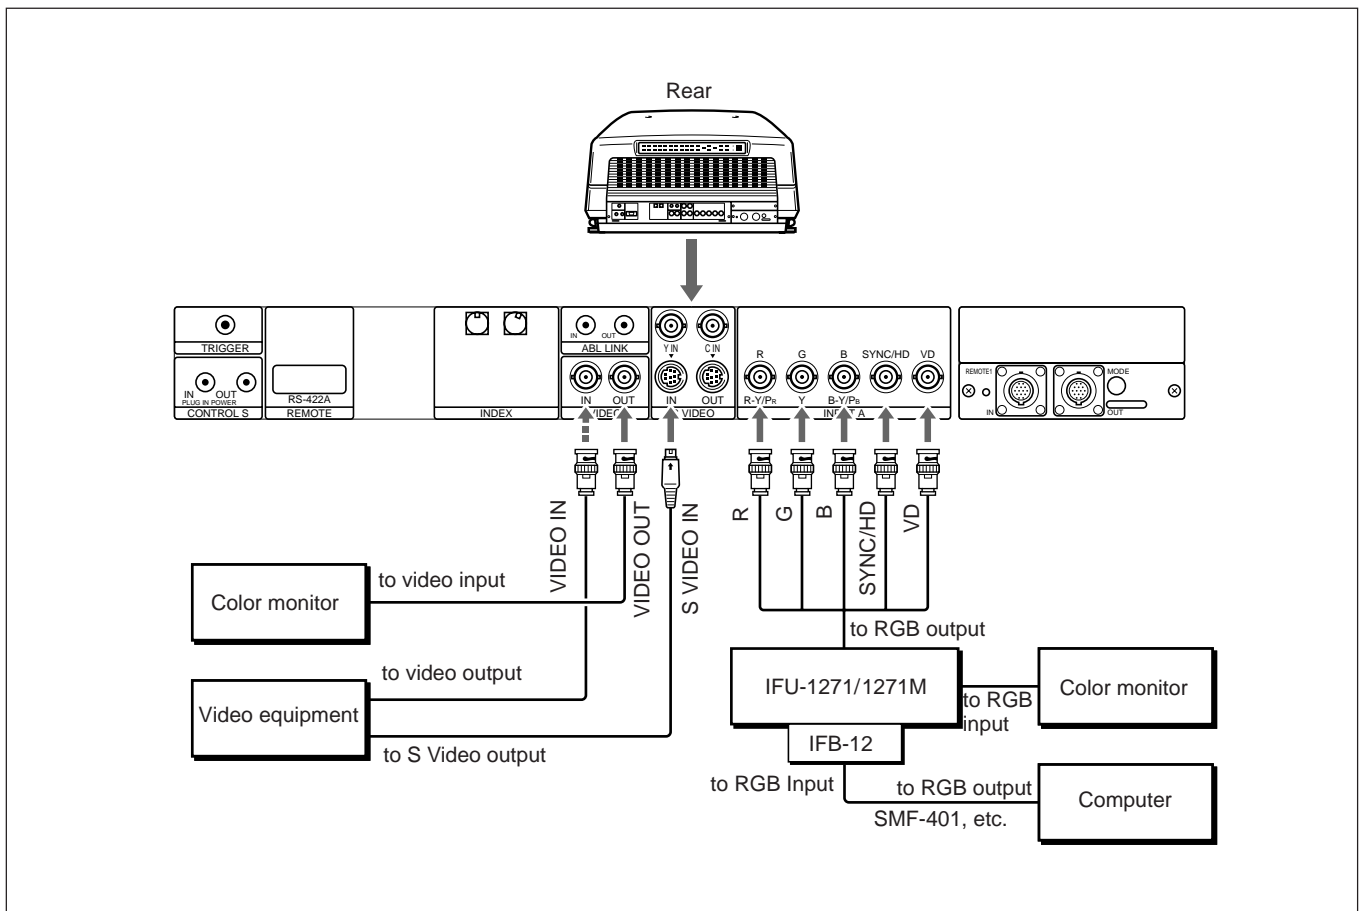 Rear
TRIGGER
IN OUT
PLUG IN POWER
CONTROL S
RS-422A
REMOTE
INDEX
IN OUT
ABL LINK
IN OUT
VIDEO
Y IN C IN
IN OUT
S VIDEO
R G B SYNC/HD VD
R-Y/PR Y B-Y/PB
INPUT A
REMOTE1
IN
MODE
OUT
VIDEO IN
VIDEO OUT
S VIDEO IN
R
G
B
SYNC/HD
VD
Color monitor
to video input
to video output
Video equipment
to S Video output
to RGB output
IFU-1271/1271M
IFB-12
to RGB
input
Color monitor
to RGB Input
to RGB output
SMF-401, etc.
Computer